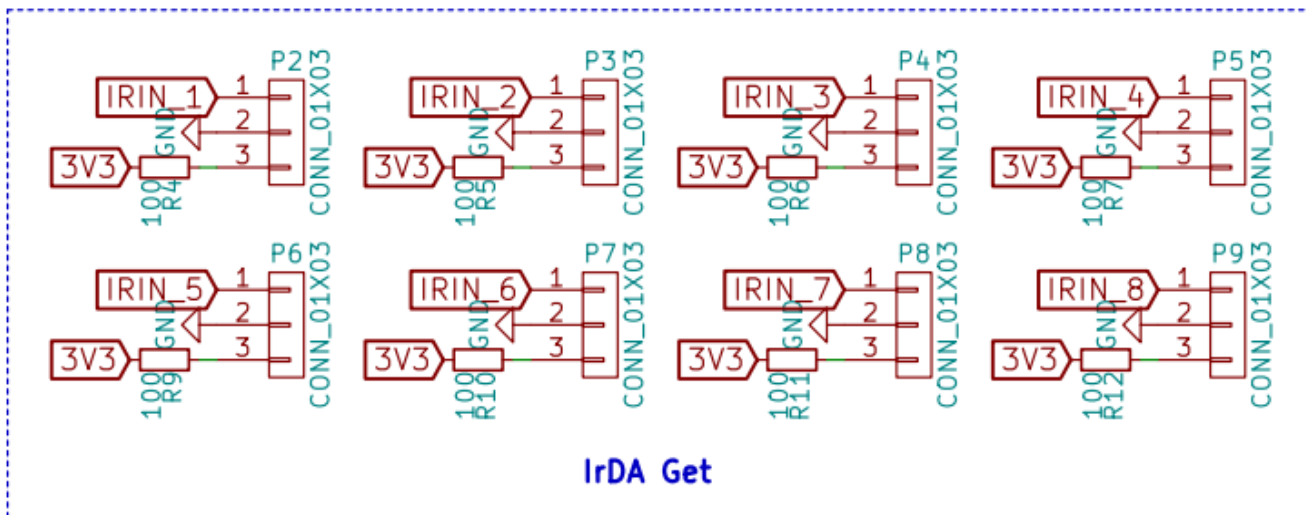 P2 P3 P4 P5
IRIN_1 1 IRIN_2 1 IRIN_3 1 IRIN_4 1
GND 2 GND 2 GND 2 GND 2
3V3 3 3V3 3 3V3 3 3V3 3
100 100 100 100
R4 R5 R6 R7
CONN_01X03 CONN_01X03 CONN_01X03 CONN_01X03
P6 P7 P8 P9
IRIN_5 1 IRIN_6 1 IRIN_7 1 IRIN_8 1
GND 2 GND 2 GND 2 GND 2
3V3 3 3V3 3 3V3 3 3V3 3
100 100 100 100
R9 R10 R11 R12
CONN_01X03 CONN_01X03 CONN_01X03 CONN_01X03
IrDA Get